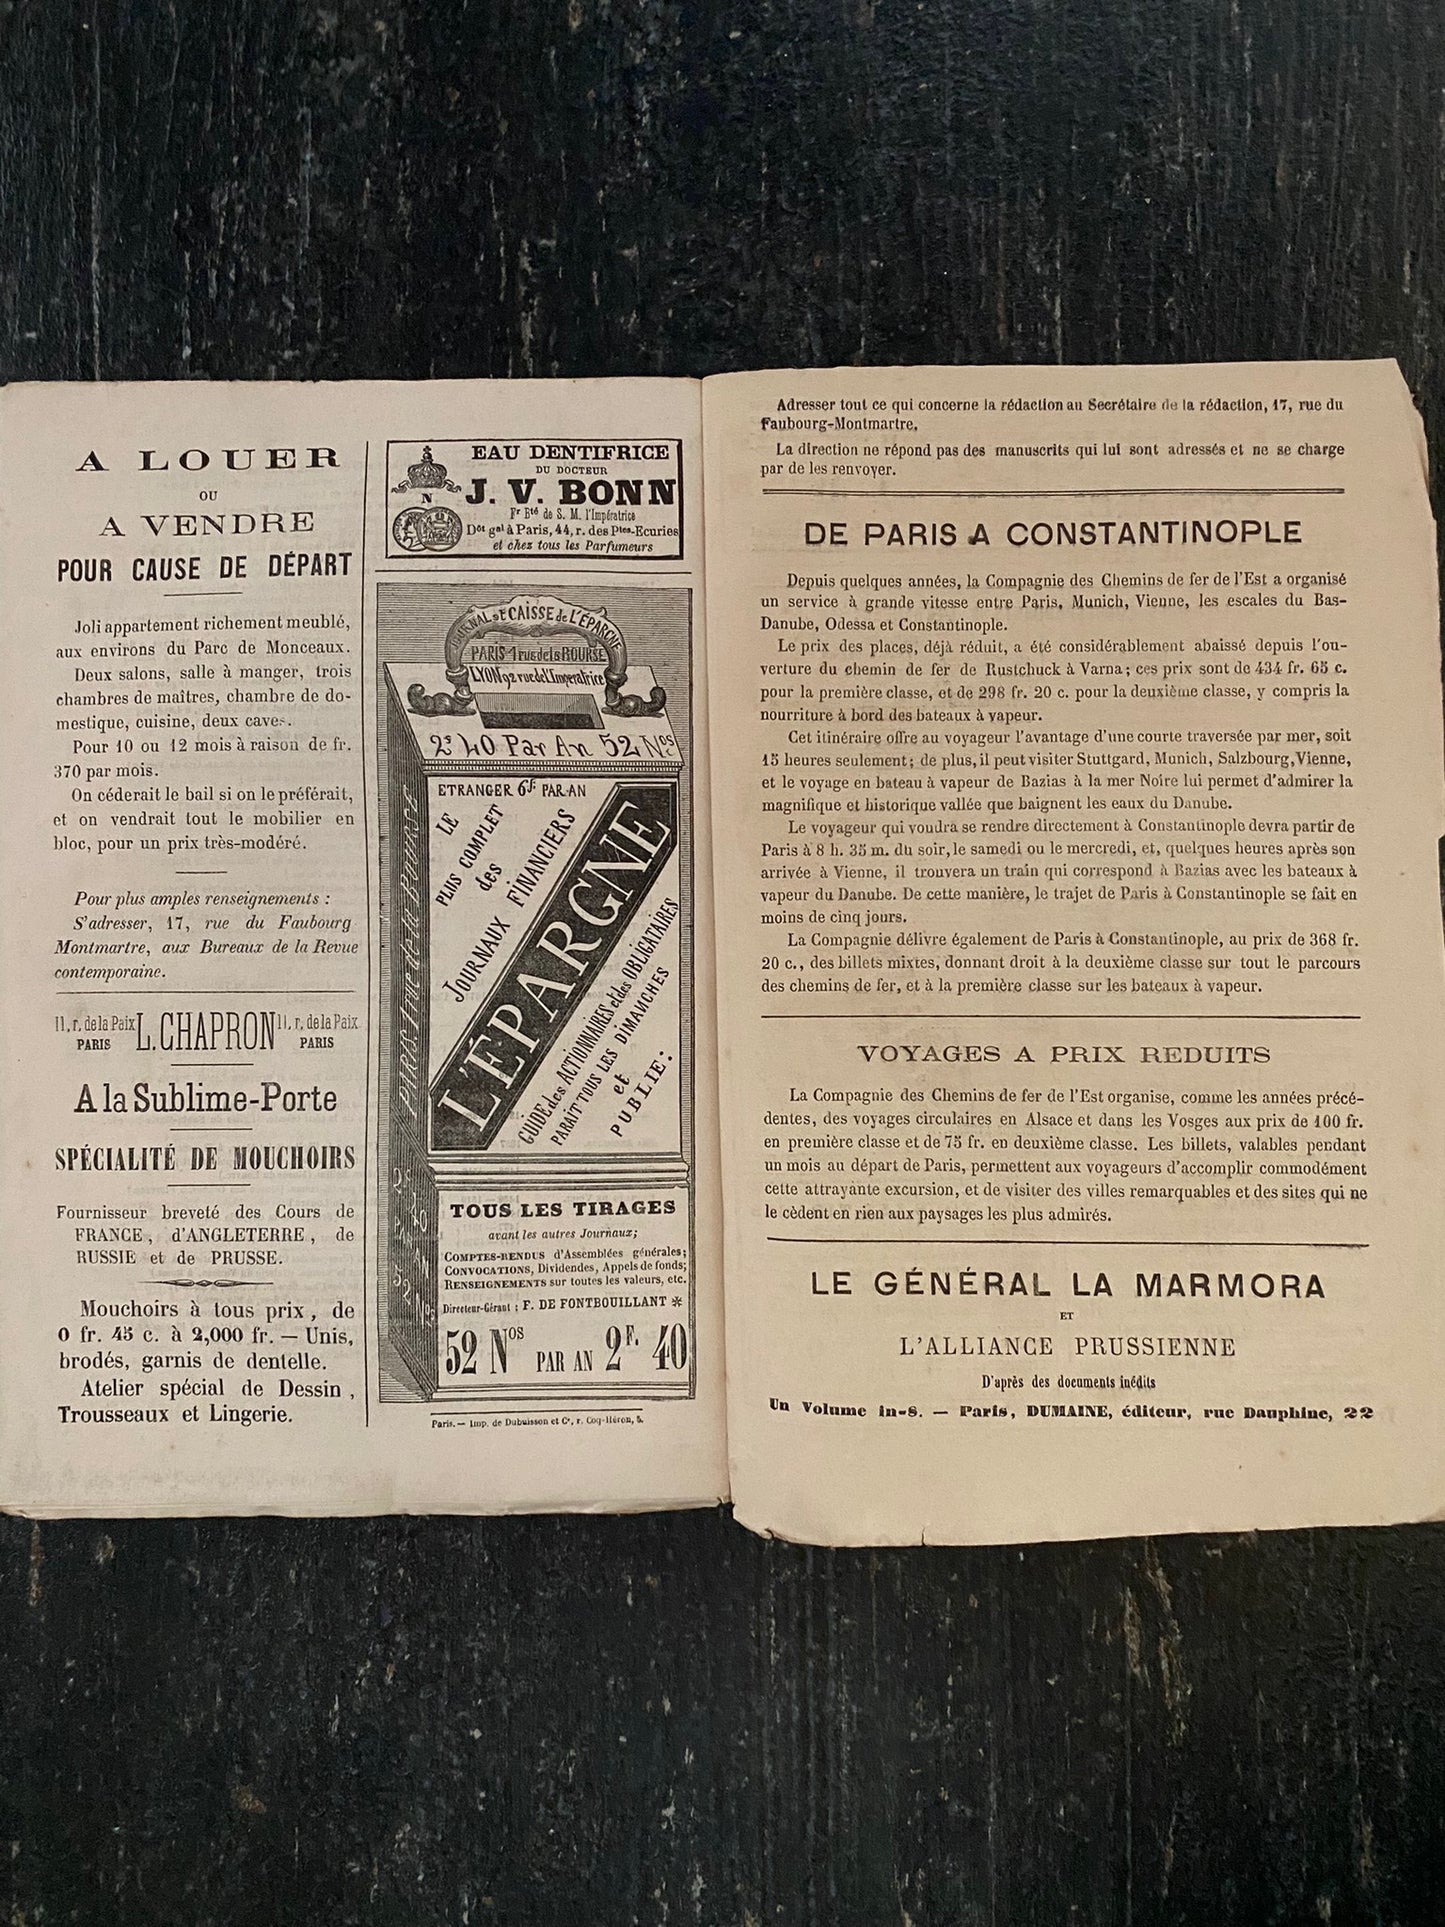 A LOUER
OU
A VENDRE
POUR CAUSE DE DÉPART
Joli appartement richement meublé,
aux environs du Parc de Monceaux.
Deux salons, salle à manger, trois
chambres de maîtres, chambre de do-
mestique, cuisine, deux caves.
Pour 10 ou 12 mois à raison de fr.
370 par mois.
On céderait le bail si on le préférait,
et on vendrait tout le mobilier en
bloc, pour un prix très-modéré.
Pour plus amples renseignements :
S'adresser, 17, rue du Faubourg
Montmartre, aux Bureaux de la Revue
contemporaine.
11, r. de la Paix L. CHAPRON 11, r. de la Paix
PARIS PARIS
A la Sublime-Porte
SPÉCIALITÉ DE MOUCHOIRS
Fournisseur breveté des Cours de
FRANCE, d'ANGLETERRE, de
RUSSIE et de PRUSSE.
Mouchoirs à tous prix, de
0 fr. 45 c. à 2,000 fr. — Unis,
brodés, garnis de dentelle.
Atelier spécial de Dessin,
Trousseaux et Lingerie.
EAU DENTIFRICE
DU DOCTEUR
N
J. V. BONN
Fr Bté de S. M. l'Impératrice
Dôt gal à Paris, 44, r. des Ptes-Ecuries
et chez tous les Parfumeurs
JOURNAL et CAISSE de L'ÉPARGNE
PARIS 1 rue de la BOURSE
LYON 92 rue de l'Imperatrice
2f 40 Par An 52 Nos
PARIS 1 rue de la BOURSE
ETRANGER 6f. PAR AN
LE
PLUS COMPLET
des
JOURNAUX FINANCIERS
L'ÉPARGNE
GUIDE des ACTIONNAIRES et des OBLIGATAIRES
PARAIT TOUS LES DIMANCHES
et
PUBLIE:
TOUS LES TIRAGES
avant les autres Journaux;
COMPTES-RENDUS d'Assemblées générales;
CONVOCATIONS, Dividendes, Appels de fonds;
RENSEIGNEMENTS sur toutes les valeurs, etc.
Directeur-Gérant : F. DE FONTBOUILLANT ✻
52 Nos PAR AN 2F. 40
Paris. — Imp. de Dubuisson et Ce, r. Coq-Héron, 5.
Adresser tout ce qui concerne la rédaction au Secrétaire de la rédaction, 17, rue du
Faubourg-Montmartre.
La direction ne répond pas des manuscrits qui lui sont adressés et ne se charge
par de les renvoyer.
DE PARIS A CONSTANTINOPLE
Depuis quelques années, la Compagnie des Chemins de fer de l'Est a organisé
un service à grande vitesse entre Paris, Munich, Vienne, les escales du Bas-
Danube, Odessa et Constantinople.
Le prix des places, déjà réduit, a été considérablement abaissé depuis l'ou-
verture du chemin de fer de Rustchuck à Varna; ces prix sont de 434 fr. 65 c.
pour la première classe, et de 298 fr. 20 c. pour la deuxième classe, y compris la
nourriture à bord des bateaux à vapeur.
Cet itinéraire offre au voyageur l'avantage d'une courte traversée par mer, soit
15 heures seulement; de plus, il peut visiter Stuttgard, Munich, Salzbourg, Vienne,
et le voyage en bateau à vapeur de Bazias à la mer Noire lui permet d'admirer la
magnifique et historique vallée que baignent les eaux du Danube.
Le voyageur qui voudra se rendre directement à Constantinople devra partir de
Paris à 8 h. 35 m. du soir, le samedi ou le mercredi, et, quelques heures après son
arrivée à Vienne, il trouvera un train qui correspond à Bazias avec les bateaux à
vapeur du Danube. De cette manière, le trajet de Paris à Constantinople se fait en
moins de cinq jours.
La Compagnie délivre également de Paris à Constantinople, au prix de 368 fr.
20 c., des billets mixtes, donnant droit à la deuxième classe sur tout le parcours
des chemins de fer, et à la première classe sur les bateaux à vapeur.
VOYAGES A PRIX REDUITS
La Compagnie des Chemins de fer de l'Est organise, comme les années précé-
dentes, des voyages circulaires en Alsace et dans les Vosges aux prix de 100 fr.
en première classe et de 75 fr. en deuxième classe. Les billets, valables pendant
un mois au départ de Paris, permettent aux voyageurs d'accomplir commodément
cette attrayante excursion, et de visiter des villes remarquables et des sites qui ne
le cèdent en rien aux paysages les plus admirés.
LE GÉNÉRAL LA MARMORA
ET
L'ALLIANCE PRUSSIENNE
D'après des documents inédits
Un Volume in-8. — Paris, DUMAINE, éditeur, rue Dauphine, 22